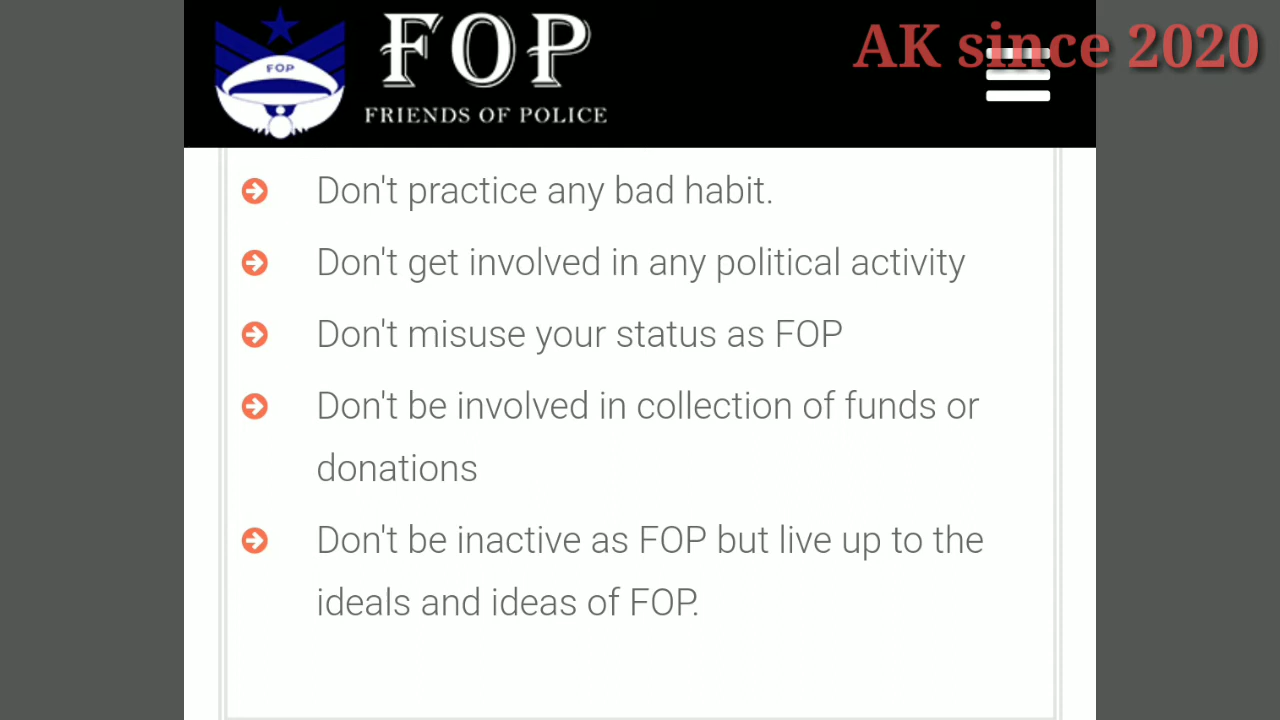 FOP
FOP
FRIENDS OF POLICE
AK since 2020
Don't practice any bad habit.
Don't get involved in any political activity
Don't misuse your status as FOP
Don't be involved in collection of funds or
donations
Don't be inactive as FOP but live up to the
ideals and ideas of FOP.